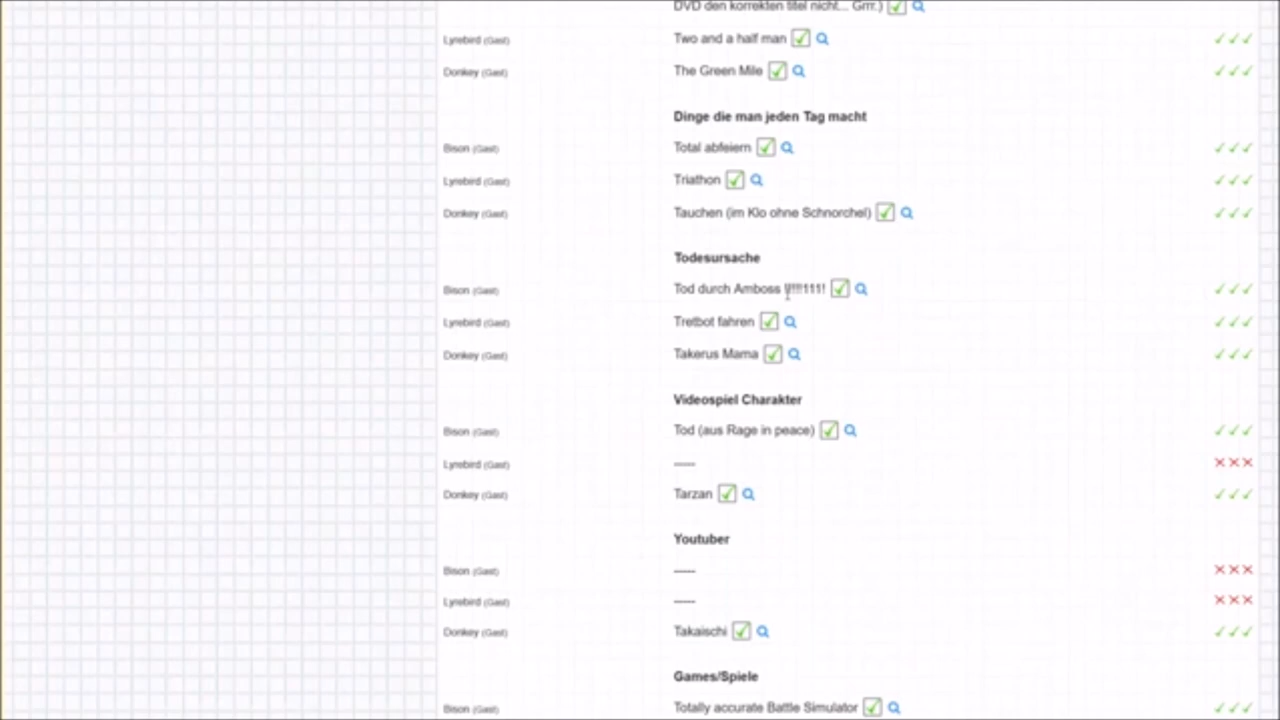 DVD den korrekten titel nicht... Grrr.)
Lyrebird (Gast) Two and a half man
Donkey (Gast) The Green Mile
Dinge die man jeden Tag macht
Bison (Gast) Total abfeiern
Lyrebird (Gast) Triathon
Donkey (Gast) Tauchen (im Klo ohne Schnorchel)
Todesursache
Bison (Gast) Tod durch Amboss !!!!!111!
Lyrebird (Gast) Tretbot fahren
Donkey (Gast) Takerus Mama
Videospiel Charakter
Bison (Gast) Tod (aus Rage in peace)
Lyrebird (Gast) -----
Donkey (Gast) Tarzan
Youtuber
Bison (Gast) -----
Lyrebird (Gast) -----
Donkey (Gast) Takaischi
Games/Spiele
Bison (Gast) Totally accurate Battle Simulator